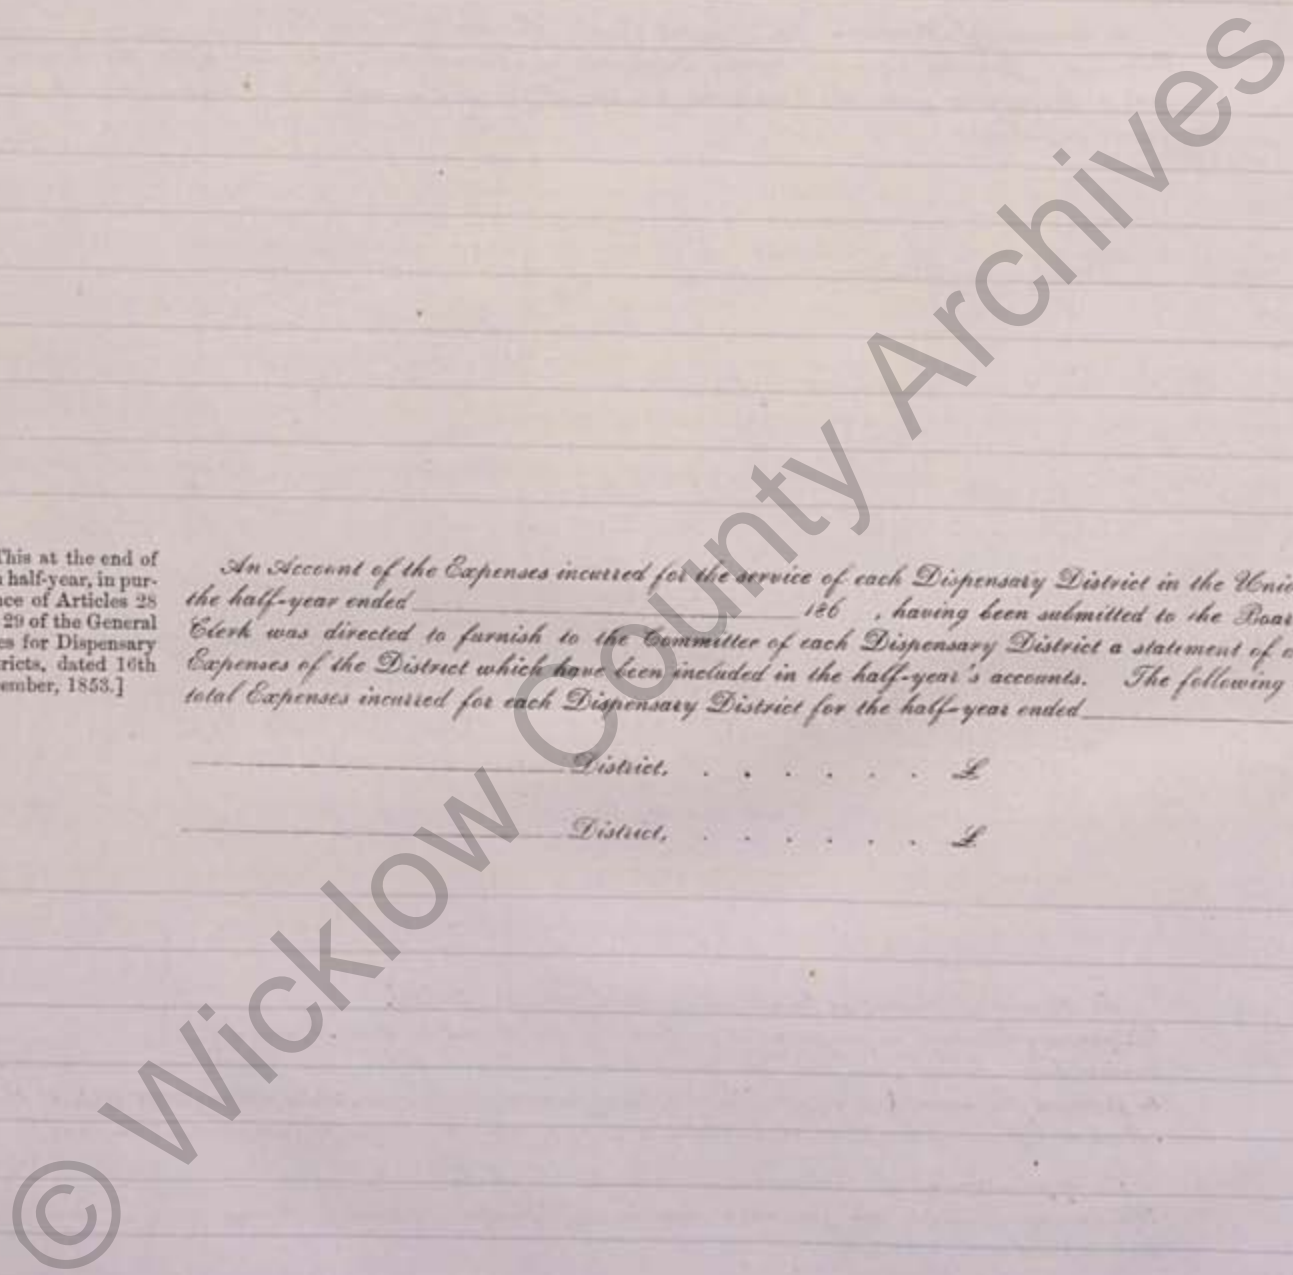 This at the end of
half-year, in pur-
ce of Articles 28
29 of the General
es for Dispensary
ricts, dated 16th
ember, 1853.]
An Account of the Expenses incurred for the service of each Dispensary District in the Unio
the half-year ended 186 , having been submitted to the Boar
Clerk was directed to furnish to the Committee of each Dispensary District a statement of
Expenses of the District which have been included in the half-year's accounts. The following
total Expenses incurred for each Dispensary District for the half-year ended
District, . . . . . . £
District, . . . . . . £
© Wicklow County Archives